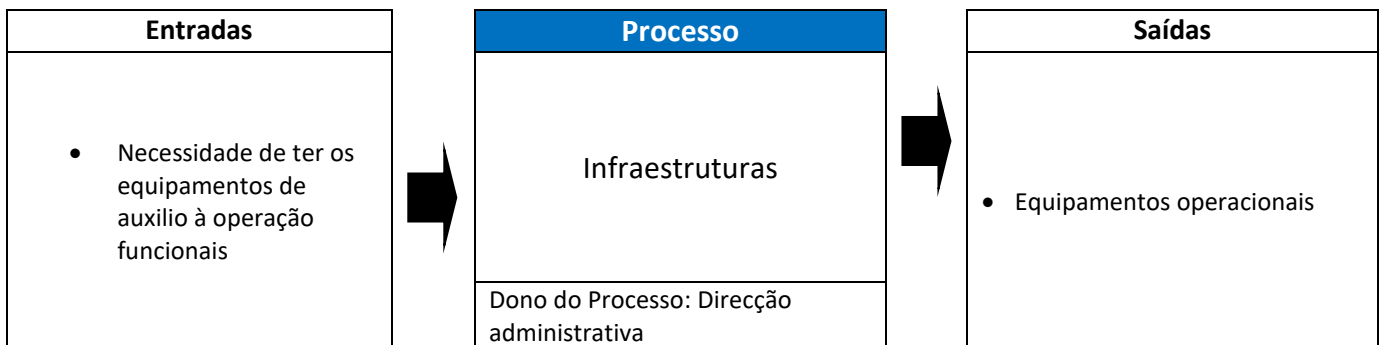 Entradas
• Necessidade de ter os
equipamentos de
auxilio à operação
funcionais
Processo
Infraestruturas
Dono do Processo: Direcção
administrativa
Saídas
• Equipamentos operacionais